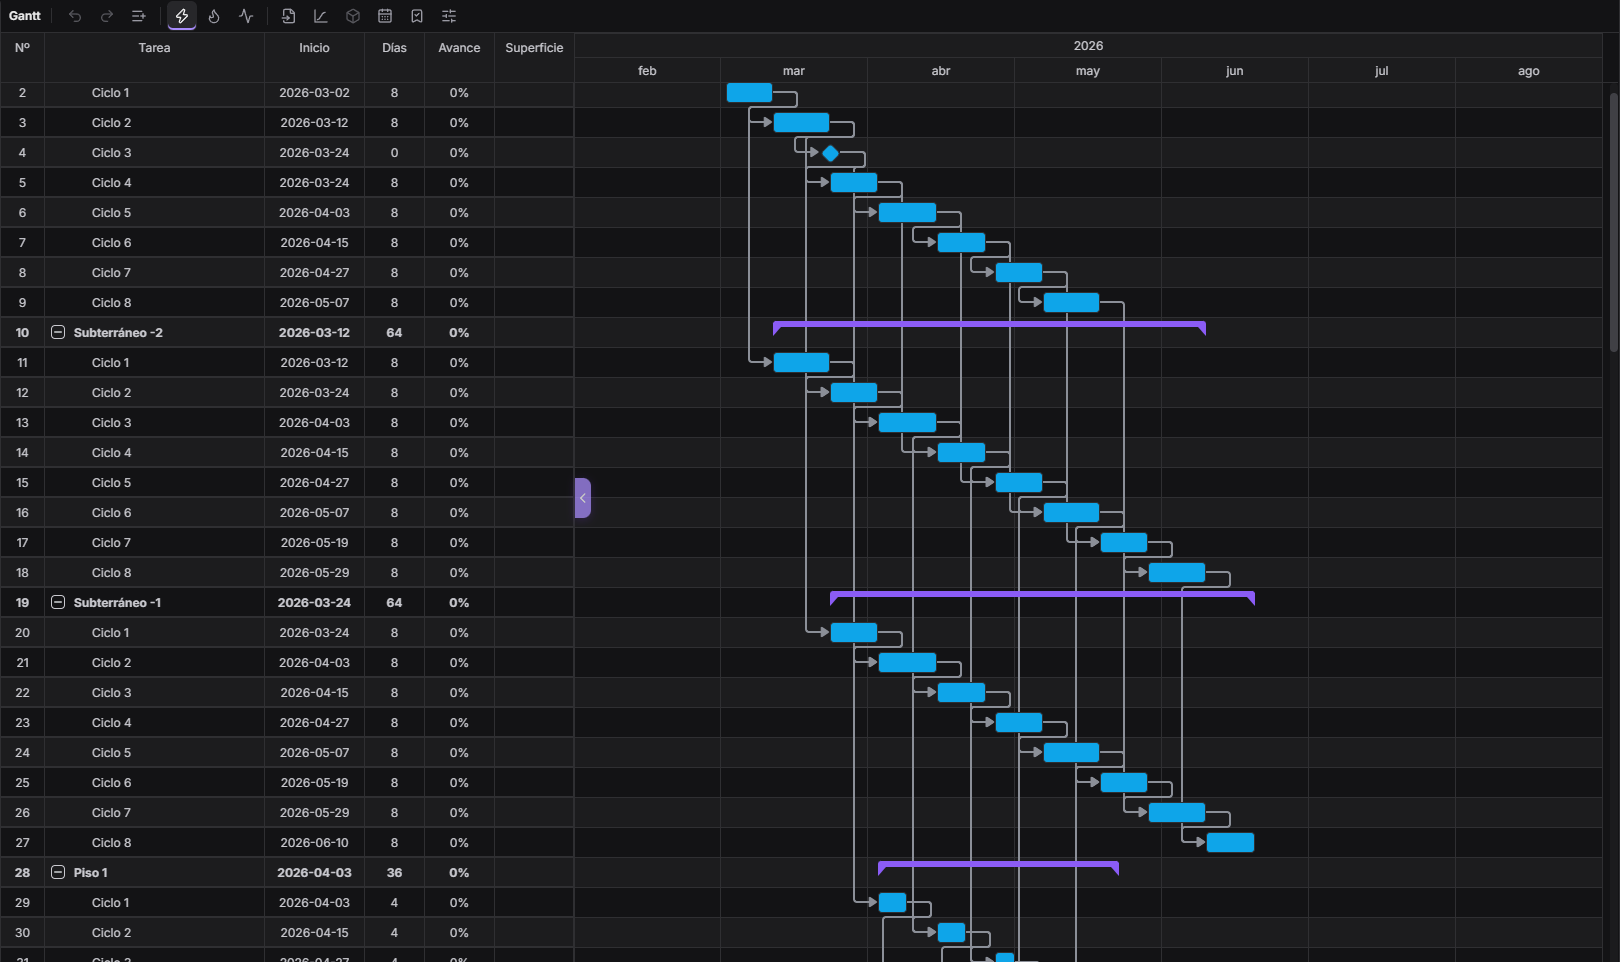 Gantt
Nº Tarea Inicio Días Avance Superficie 2026
feb mar abr may jun jul ago
2 Ciclo 1 2026-03-02 8 0%
3 Ciclo 2 2026-03-12 8 0%
4 Ciclo 3 2026-03-24 0 0%
5 Ciclo 4 2026-03-24 8 0%
6 Ciclo 5 2026-04-03 8 0%
7 Ciclo 6 2026-04-15 8 0%
8 Ciclo 7 2026-04-27 8 0%
9 Ciclo 8 2026-05-07 8 0%
10 Subterráneo -2 2026-03-12 64 0%
11 Ciclo 1 2026-03-12 8 0%
12 Ciclo 2 2026-03-24 8 0%
13 Ciclo 3 2026-04-03 8 0%
14 Ciclo 4 2026-04-15 8 0%
15 Ciclo 5 2026-04-27 8 0%
16 Ciclo 6 2026-05-07 8 0%
17 Ciclo 7 2026-05-19 8 0%
18 Ciclo 8 2026-05-29 8 0%
19 Subterráneo -1 2026-03-24 64 0%
20 Ciclo 1 2026-03-24 8 0%
21 Ciclo 2 2026-04-03 8 0%
22 Ciclo 3 2026-04-15 8 0%
23 Ciclo 4 2026-04-27 8 0%
24 Ciclo 5 2026-05-07 8 0%
25 Ciclo 6 2026-05-19 8 0%
26 Ciclo 7 2026-05-29 8 0%
27 Ciclo 8 2026-06-10 8 0%
28 Piso 1 2026-04-03 36 0%
29 Ciclo 1 2026-04-03 4 0%
30 Ciclo 2 2026-04-15 4 0%